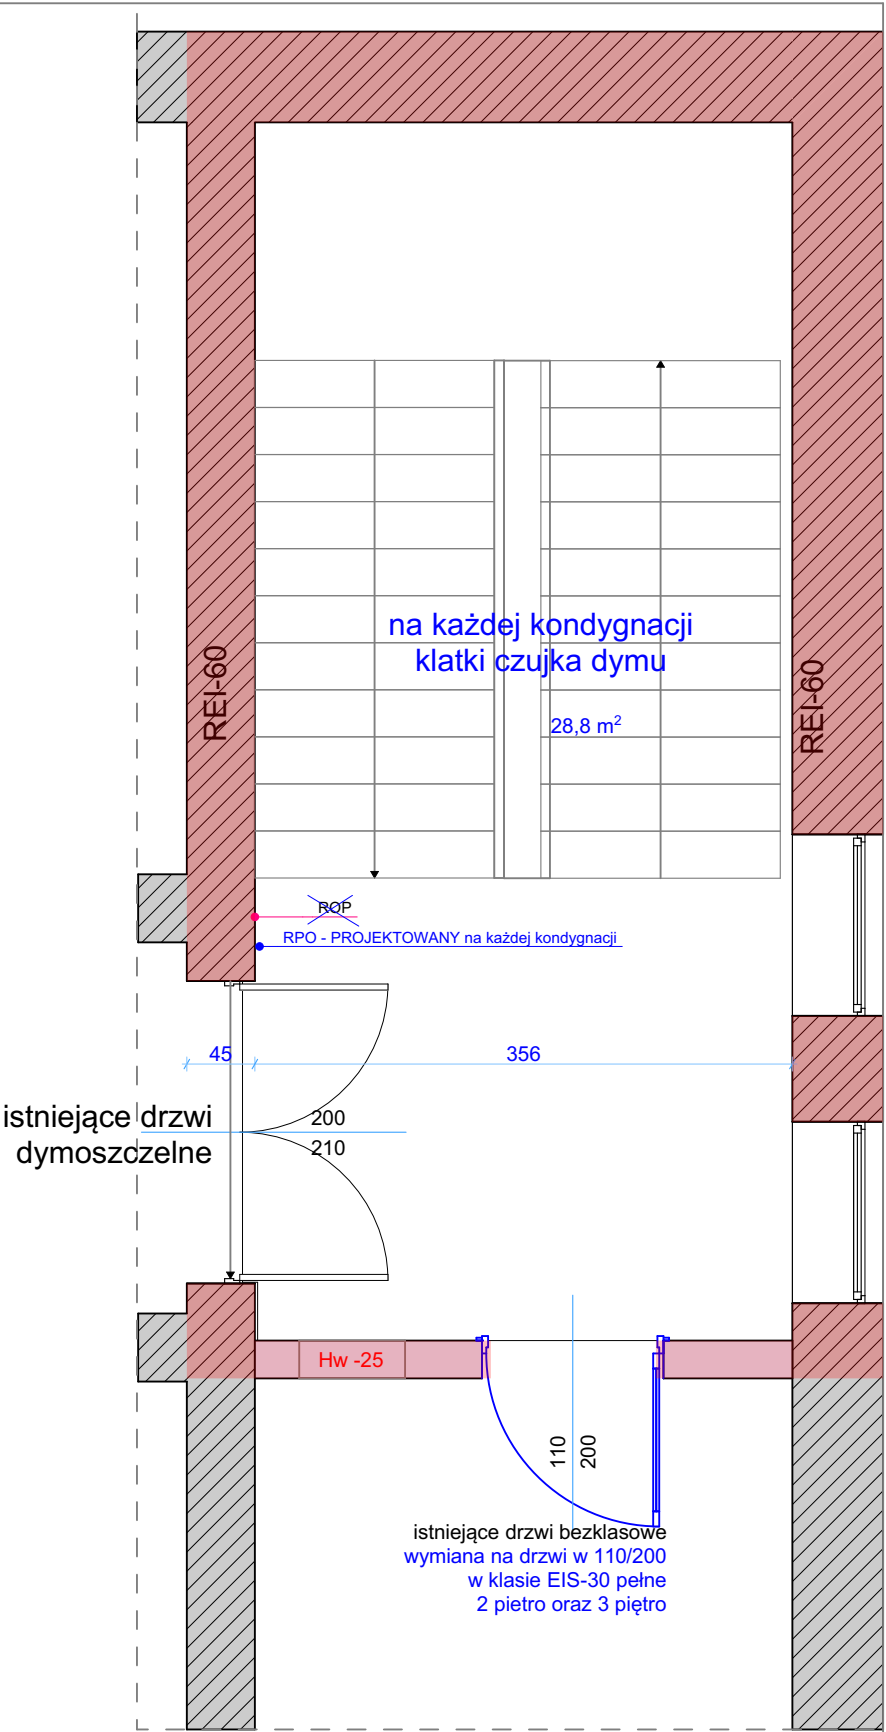 na każdej kondygnacji
klatki czujka dymu
REI-60
REI-60
28,8 m²
ROP
RPO - PROJEKTOWANY na każdej kondygnacji
45
356
istniejące drzwi
dymoszczelne
200
210
Hw -25
110
200
istniejące drzwi bezklasowe
wymiana na drzwi w 110/200
w klasie EIS-30 pełne
2 pietro oraz 3 piętro